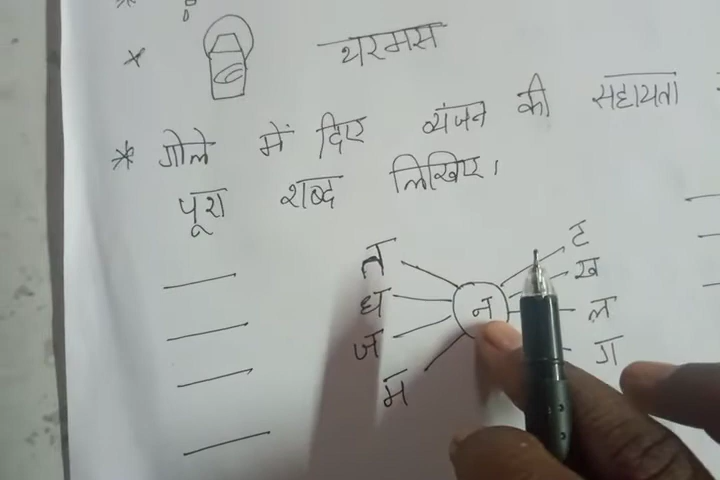 * थरमस
* गोले में दिए व्यंजन की सहायता
पूरा शब्द लिखिए।
त ट
ध ख
न
ज ल
म ग